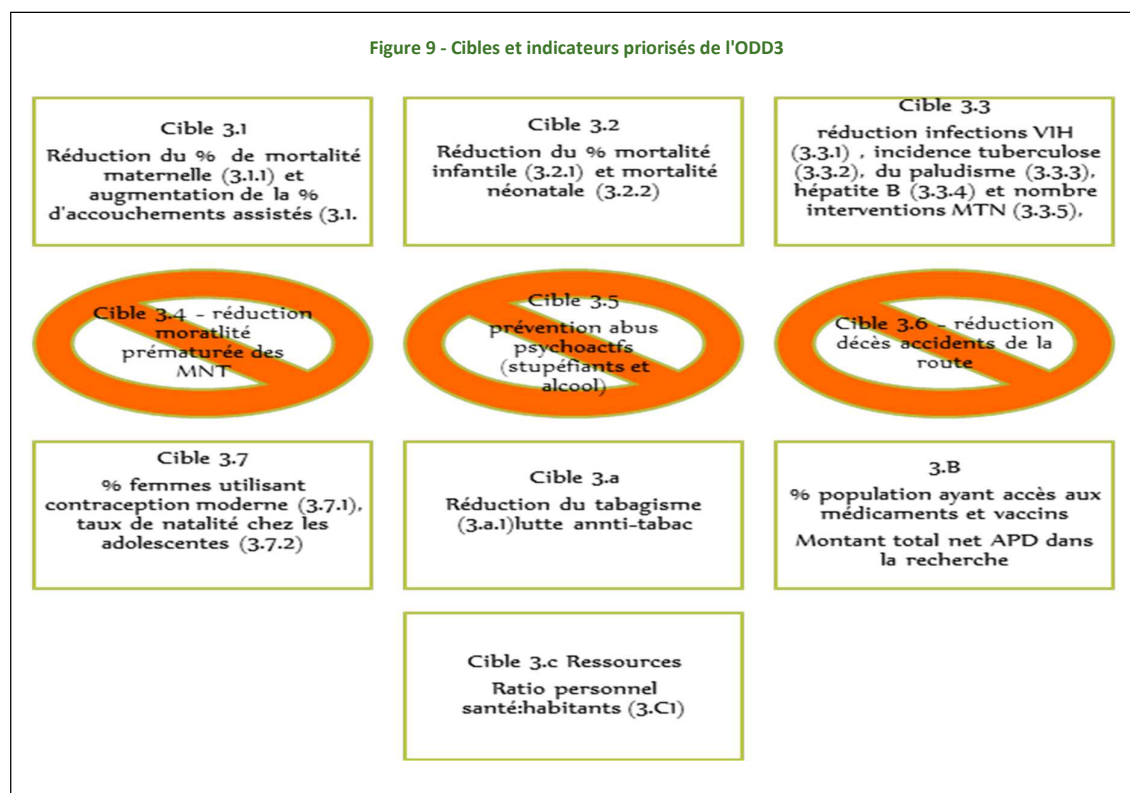 Figure 9 - Cibles et indicateurs priorisés de l'ODD3
Cible 3.1
Réduction du % de mortalité
maternelle (3.1.1) et
augmentation de la %
d'accouchements assistés (3.1.
Cible 3.2
Réduction du % mortalité
infantile (3.2.1) et mortalité
néonatale (3.2.2)
Cible 3.3
réduction infections VIH
(3.3.1) , incidence tuberculose
(3.3.2), du paludisme (3.3.3),
hépatite B (3.3.4) et nombre
interventions MTN (3.3.5),
Cible 3.4 - réduction
moratlité
prématurée des
MNT
Cible 3.5
prévention abus
psychoactfs
(stupéfiants et
alcool)
Cible 3.6 - réduction
décès accidents de la
route
Cible 3.7
% femmes utilisant
contraception moderne (3.7.1),
taux de natalité chez les
adolescentes (3.7.2)
Cible 3.a
Réduction du tabagisme
(3.a.1)lutte annti-tabac
3.B
% population ayant accès aux
médicaments et vaccins
Montant total net APD dans
la recherche
Cible 3.c Ressources
Ratio personnel
santé:habitants (3.C1)